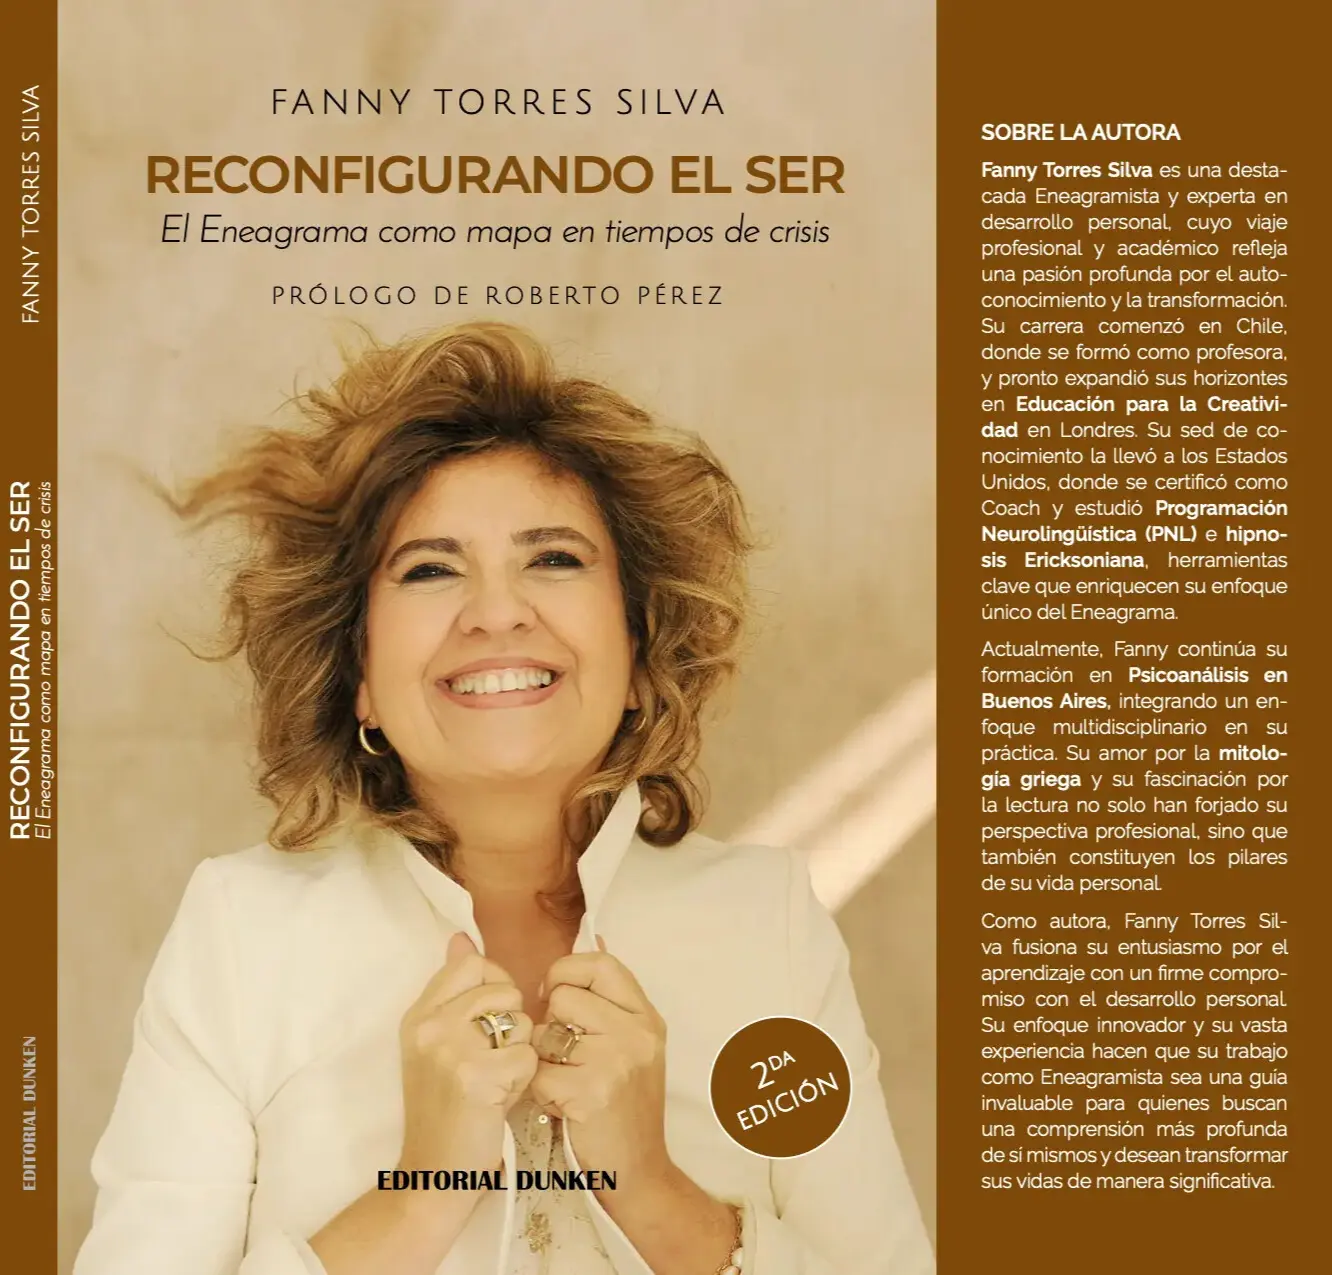 FANNY TORRES SILVA
RECONFIGURANDO EL SER
El Eneagrama como mapa en tiempos de crisis
EDITORIAL DUNKEN
FANNY TORRES SILVA
RECONFIGURANDO EL SER
El Eneagrama como mapa en tiempos de crisis
PRÓLOGO DE ROBERTO PÉREZ
2DA
EDICIÓN
EDITORIAL DUNKEN
SOBRE LA AUTORA
Fanny Torres Silva es una desta-
cada Eneagramista y experta en
desarrollo personal, cuyo viaje
profesional y académico refleja
una pasión profunda por el auto-
conocimiento y la transformación.
Su carrera comenzó en Chile,
donde se formó como profesora,
y pronto expandió sus horizontes
en Educación para la Creativi-
dad en Londres. Su sed de co-
nocimiento la llevó a los Estados
Unidos, donde se certificó como
Coach y estudió Programación
Neurolingüística (PNL) e hipno-
sis Ericksoniana, herramientas
clave que enriquecen su enfoque
único del Eneagrama.
Actualmente, Fanny continúa su
formación en Psicoanálisis en
Buenos Aires, integrando un en-
foque multidisciplinario en su
práctica. Su amor por la mitolo-
gía griega y su fascinación por
la lectura no solo han forjado su
perspectiva profesional, sino que
también constituyen los pilares
de su vida personal.
Como autora, Fanny Torres Sil-
va fusiona su entusiasmo por el
aprendizaje con un firme compro-
miso con el desarrollo personal.
Su enfoque innovador y su vasta
experiencia hacen que su trabajo
como Eneagramista sea una guía
invaluable para quienes buscan
una comprensión más profunda
de sí mismos y desean transformar
sus vidas de manera significativa.